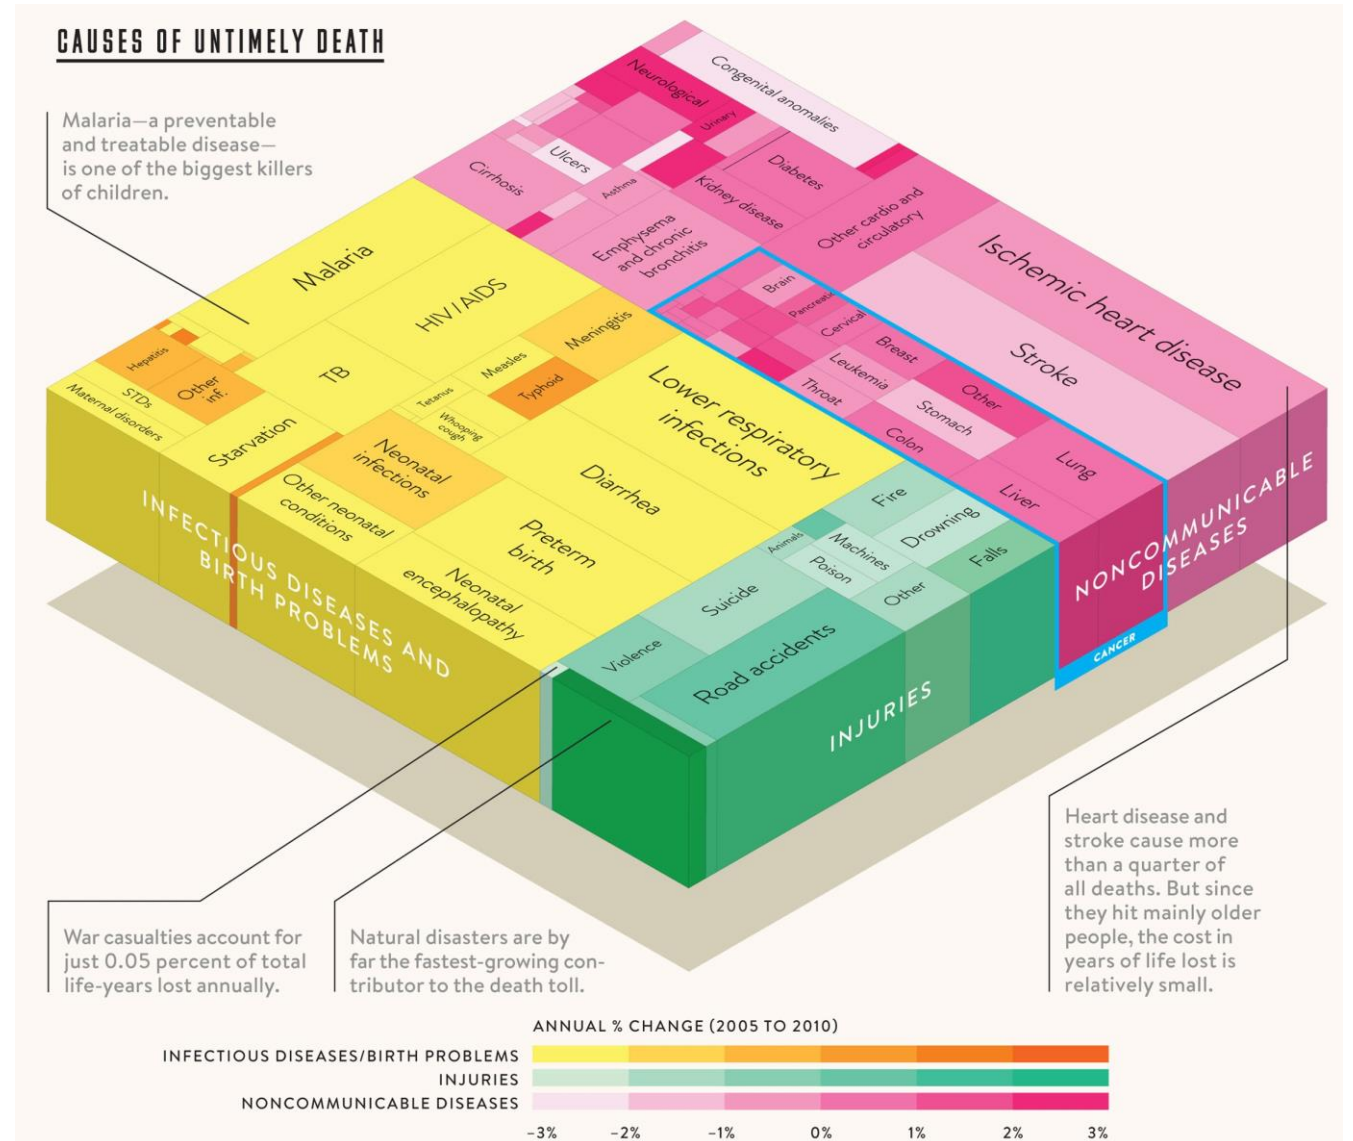 CAUSES OF UNTIMELY DEATH
Malaria—a preventable
and treatable disease—
is one of the biggest killers
of children.
Congenital anomalies
Neurological
Urinary
Ulcers
Cirrhosis
Asthma
Diabetes
Kidney disease
Emphysema
and chronic
bronchitis
Other cardio and
circulatory
Ischemic heart disease
Stroke
Brain
Pancreatic
Cervical
Breast
Leukemia
Throat
Other
Stomach
Colon
Lung
Liver
Malaria
HIV/AIDS
Meningitis
Hepatitis
Other
inf.
STDs
Maternal disorders
TB
Measles
Tetanus
Typhoid
Whooping
cough
Starvation
Neonatal
infections
Lower respiratory
infections
Diarrhea
Other neonatal
conditions
Preterm
birth
Neonatal
encephalopathy
Fire
Drowning
Animals
Machines
Poison
Falls
Suicide
Other
Violence
Road accidents
INFECTIOUS DISEASES AND
BIRTH PROBLEMS
INJURIES
NONCOMMUNICABLE
DISEASES
CANCER
War casualties account for
just 0.05 percent of total
life-years lost annually.
Natural disasters are by
far the fastest-growing con-
tributor to the death toll.
Heart disease and
stroke cause more
than a quarter of
all deaths. But since
they hit mainly older
people, the cost in
years of life lost is
relatively small.
ANNUAL % CHANGE (2005 TO 2010)
INFECTIOUS DISEASES/BIRTH PROBLEMS
INJURIES
NONCOMMUNICABLE DISEASES
–3% –2% –1% 0% 1% 2% 3%